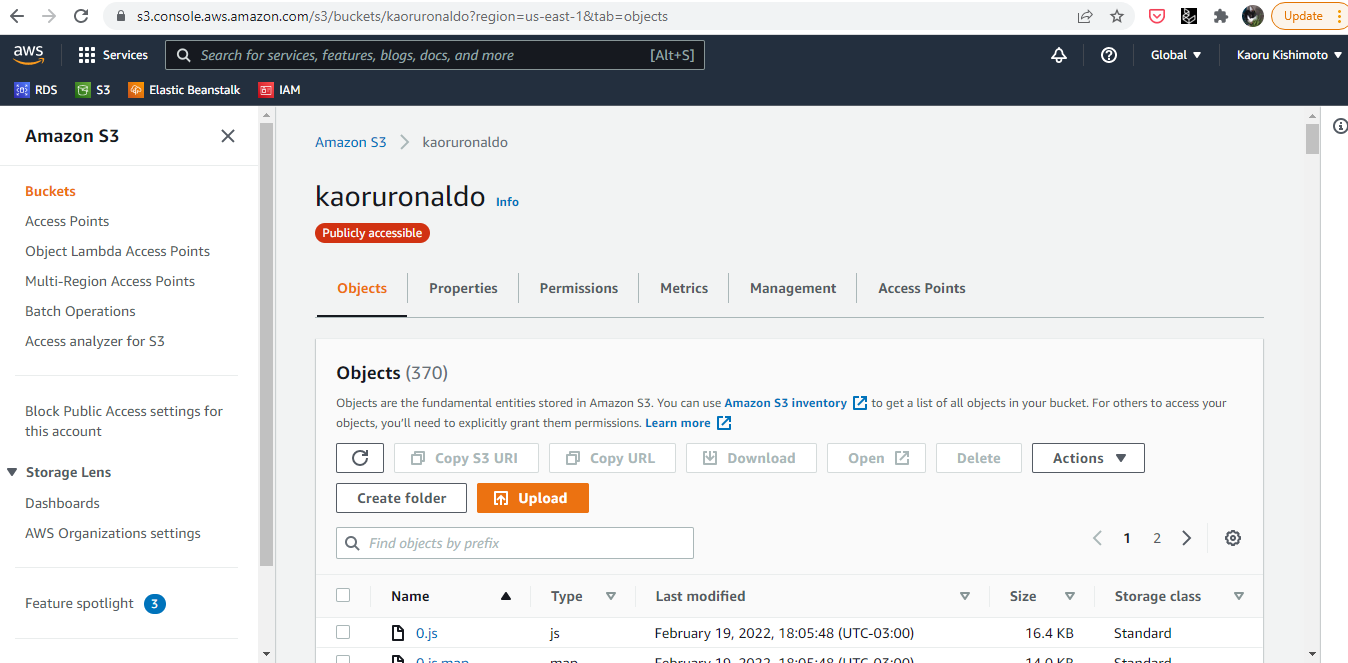 s3.console.aws.amazon.com/s3/buckets/kaoruronaldo?region=us-east-1&tab=objects
Update
aws
Services
Search for services, features, blogs, docs, and more [Alt+S]
Global
Kaoru Kishimoto
RDS S3 Elastic Beanstalk IAM
Amazon S3
Buckets
Access Points
Object Lambda Access Points
Multi-Region Access Points
Batch Operations
Access analyzer for S3
Block Public Access settings for
this account
Storage Lens
Dashboards
AWS Organizations settings
Feature spotlight 3
Amazon S3 kaoruronaldo
kaoruronaldo Info
Publicly accessible
Objects Properties Permissions Metrics Management Access Points
Objects (370)
Objects are the fundamental entities stored in Amazon S3. You can use Amazon S3 inventory to get a list of all objects in your bucket. For others to access your
objects, you'll need to explicitly grant them permissions. Learn more
Copy S3 URI Copy URL Download Open Delete Actions
Create folder Upload
Find objects by prefix
1 2
Name Type Last modified Size Storage class
0.js js February 19, 2022, 18:05:48 (UTC-03:00) 16.4 KB Standard
0.js.map map February 19, 2022, 18:05:48 (UTC-03:00) 14.0 KB Standard